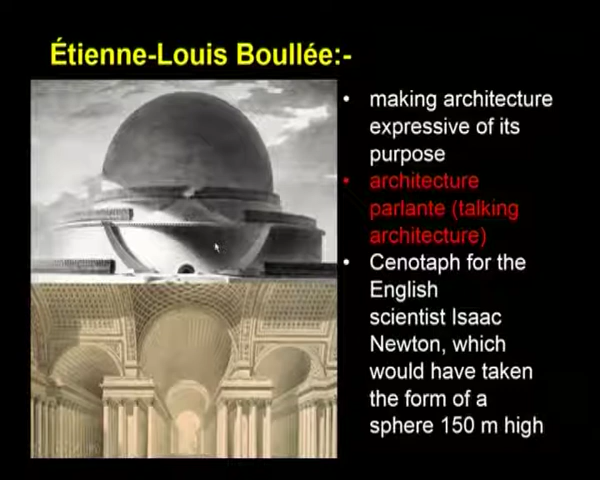 Étienne-Louis Boullée:-
• making architecture
expressive of its
purpose
• architecture
parlante (talking
architecture)
• Cenotaph for the
English
scientist Isaac
Newton, which
would have taken
the form of a
sphere 150 m high